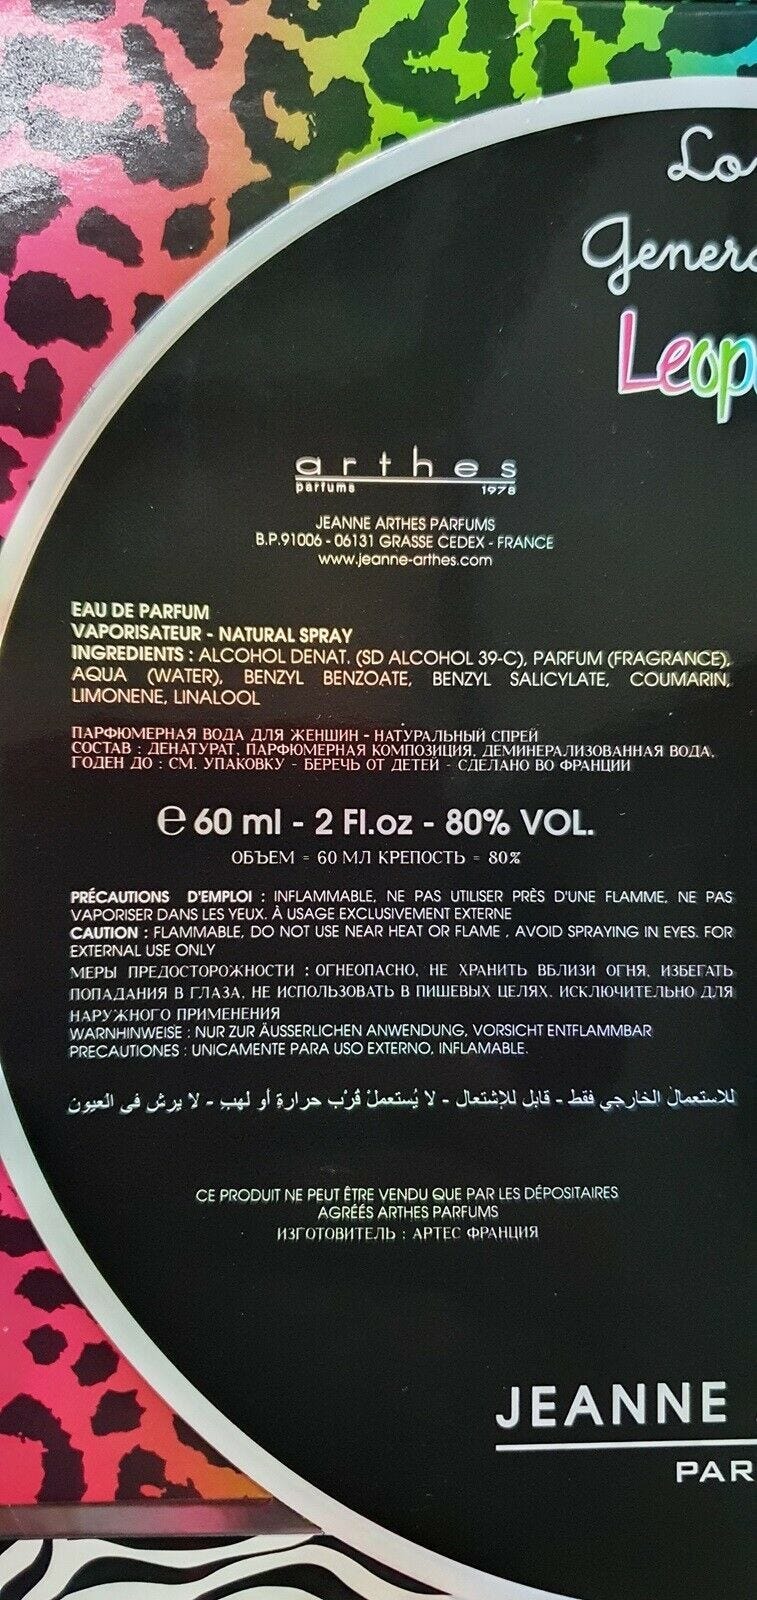 Lo
Genera
Leop
arthes
parfums 1978
JEANNE ARTHES PARFUMS
B.P.91006 - 06131 GRASSE CEDEX - FRANCE
www.jeanne-arthes.com
EAU DE PARFUM
VAPORISATEUR - NATURAL SPRAY
INGREDIENTS : ALCOHOL DENAT. (SD ALCOHOL 39-C), PARFUM (FRAGRANCE),
AQUA (WATER), BENZYL BENZOATE, BENZYL SALICYLATE, COUMARIN,
LIMONENE, LINALOOL
ПАРФЮМЕРНАЯ ВОДА ДЛЯ ЖЕНШИН - НАТУРАЛЬНЫЙ СПРЕЙ
СОСТАВ : ДЕНАТУРАТ, ПАРФЮМЕРНАЯ КОМПОЗИЦИЯ, ДЕМИНЕРАЛИЗОВАННАЯ ВОДА.
ГОДЕН ДО : СМ. УПАКОВКУ - БЕРЕЧЬ ОТ ДЕТЕЙ - СДЕЛАНО ВО ФРАНЦИИ
℮ 60 ml - 2 Fl.oz - 80% VOL.
ОБЪЕМ = 60 МЛ КРЕПОСТЬ = 80%
PRÉCAUTIONS D'EMPLOI : INFLAMMABLE, NE PAS UTILISER PRÈS D'UNE FLAMME, NE PAS
VAPORISER DANS LES YEUX. À USAGE EXCLUSIVEMENT EXTERNE
CAUTION : FLAMMABLE, DO NOT USE NEAR HEAT OR FLAME , AVOID SPRAYING IN EYES. FOR
EXTERNAL USE ONLY
МЕРЫ ПРЕДОСТОРОЖНОСТИ : ОГНЕОПАСНО, НЕ ХРАНИТЬ ВБЛИЗИ ОГНЯ. ИЗБЕГАТЬ
ПОПАДАНИЯ В ГЛАЗА, НЕ ИСПОЛЬЗОВАТЬ В ПИЩЕВЫХ ЦЕЛЯХ. ИСКЛЮЧИТЕЛЬНО ДЛЯ
НАРУЖНОГО ПРИМЕНЕНИЯ
WARNHINWEISE : NUR ZUR ÄUSSERLICHEN ANWENDUNG, VORSICHT ENTFLAMMBAR
PRECAUTIONES : UNICAMENTE PARA USO EXTERNO, INFLAMABLE.
للاستعمال الخارجي فقط - قابل للإشتعال - لا يُستعملْ قُرْب حرارةِ أو لهبِ - لا يرش في العيون
CE PRODUIT NE PEUT ÊTRE VENDU QUE PAR LES DÉPOSITAIRES
AGRÉÉS ARTHES PARFUMS
ИЗГОТОВИТЕЛЬ : АРТЕС ФРАНЦИЯ
JEANNE
PAR